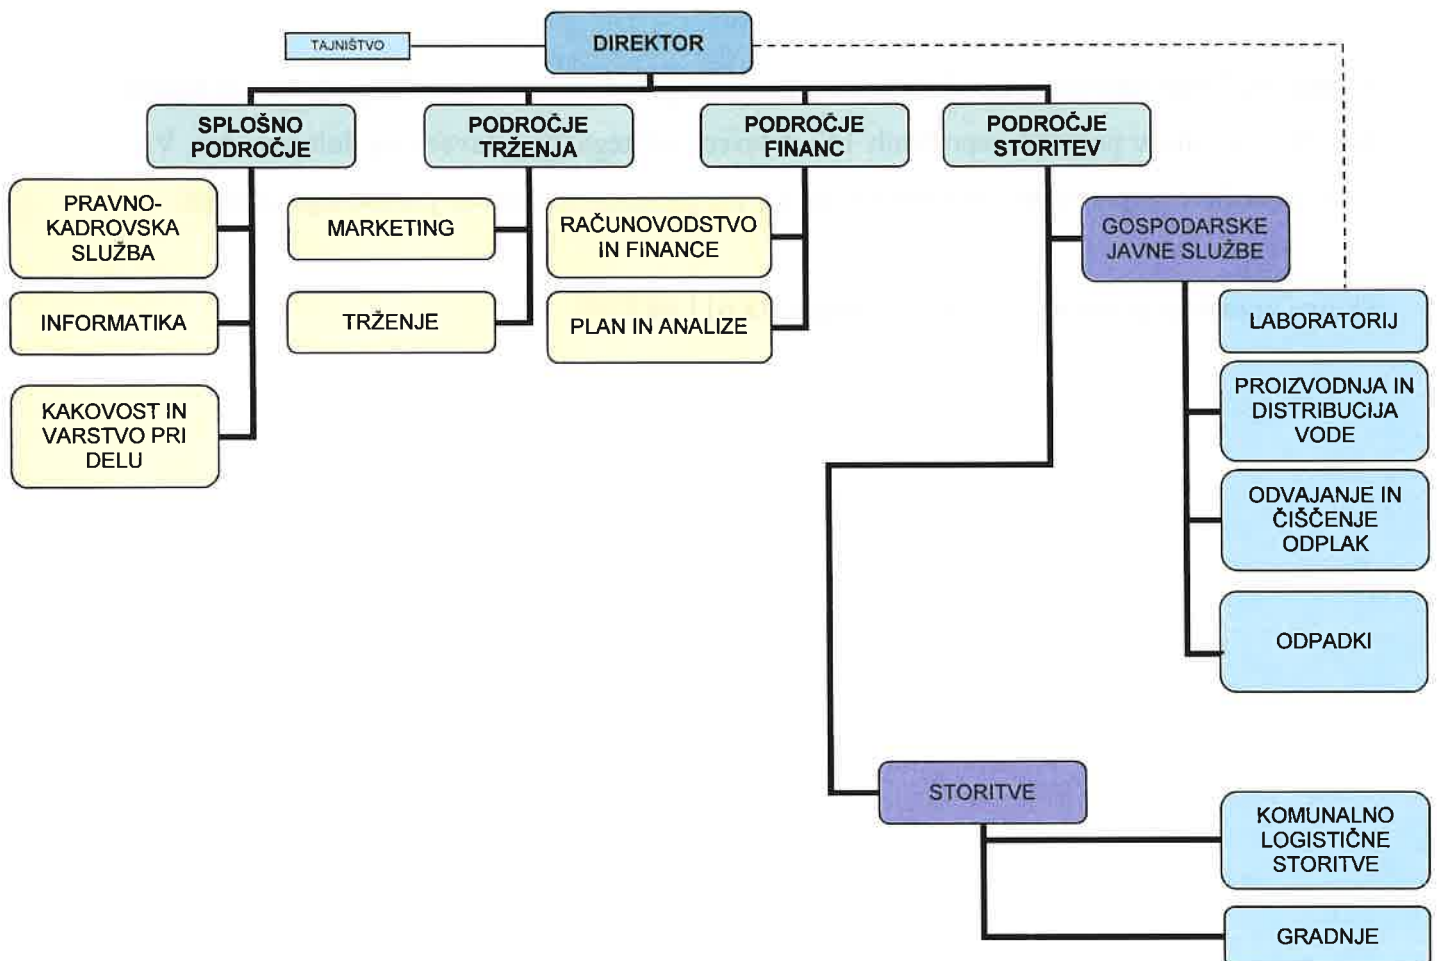 TAJNIŠTVO
DIREKTOR
SPLOŠNO
PODROČJE
PODROČJE
TRŽENJA
PODROČJE
FINANC
PODROČJE
STORITEV
PRAVNO-
KADROVSKA
SLUŽBA
INFORMATIKA
KAKOVOST IN
VARSTVO PRI
DELU
MARKETING
TRŽENJE
RAČUNOVODSTVO
IN FINANCE
PLAN IN ANALIZE
GOSPODARSKE
JAVNE SLUŽBE
LABORATORIJ
PROIZVODNJA IN
DISTRIBUCIJA
VODE
ODVAJANJE IN
ČIŠČENJE
ODPLAK
ODPADKI
STORITVE
KOMUNALNO
LOGISTIČNE
STORITVE
GRADNJE